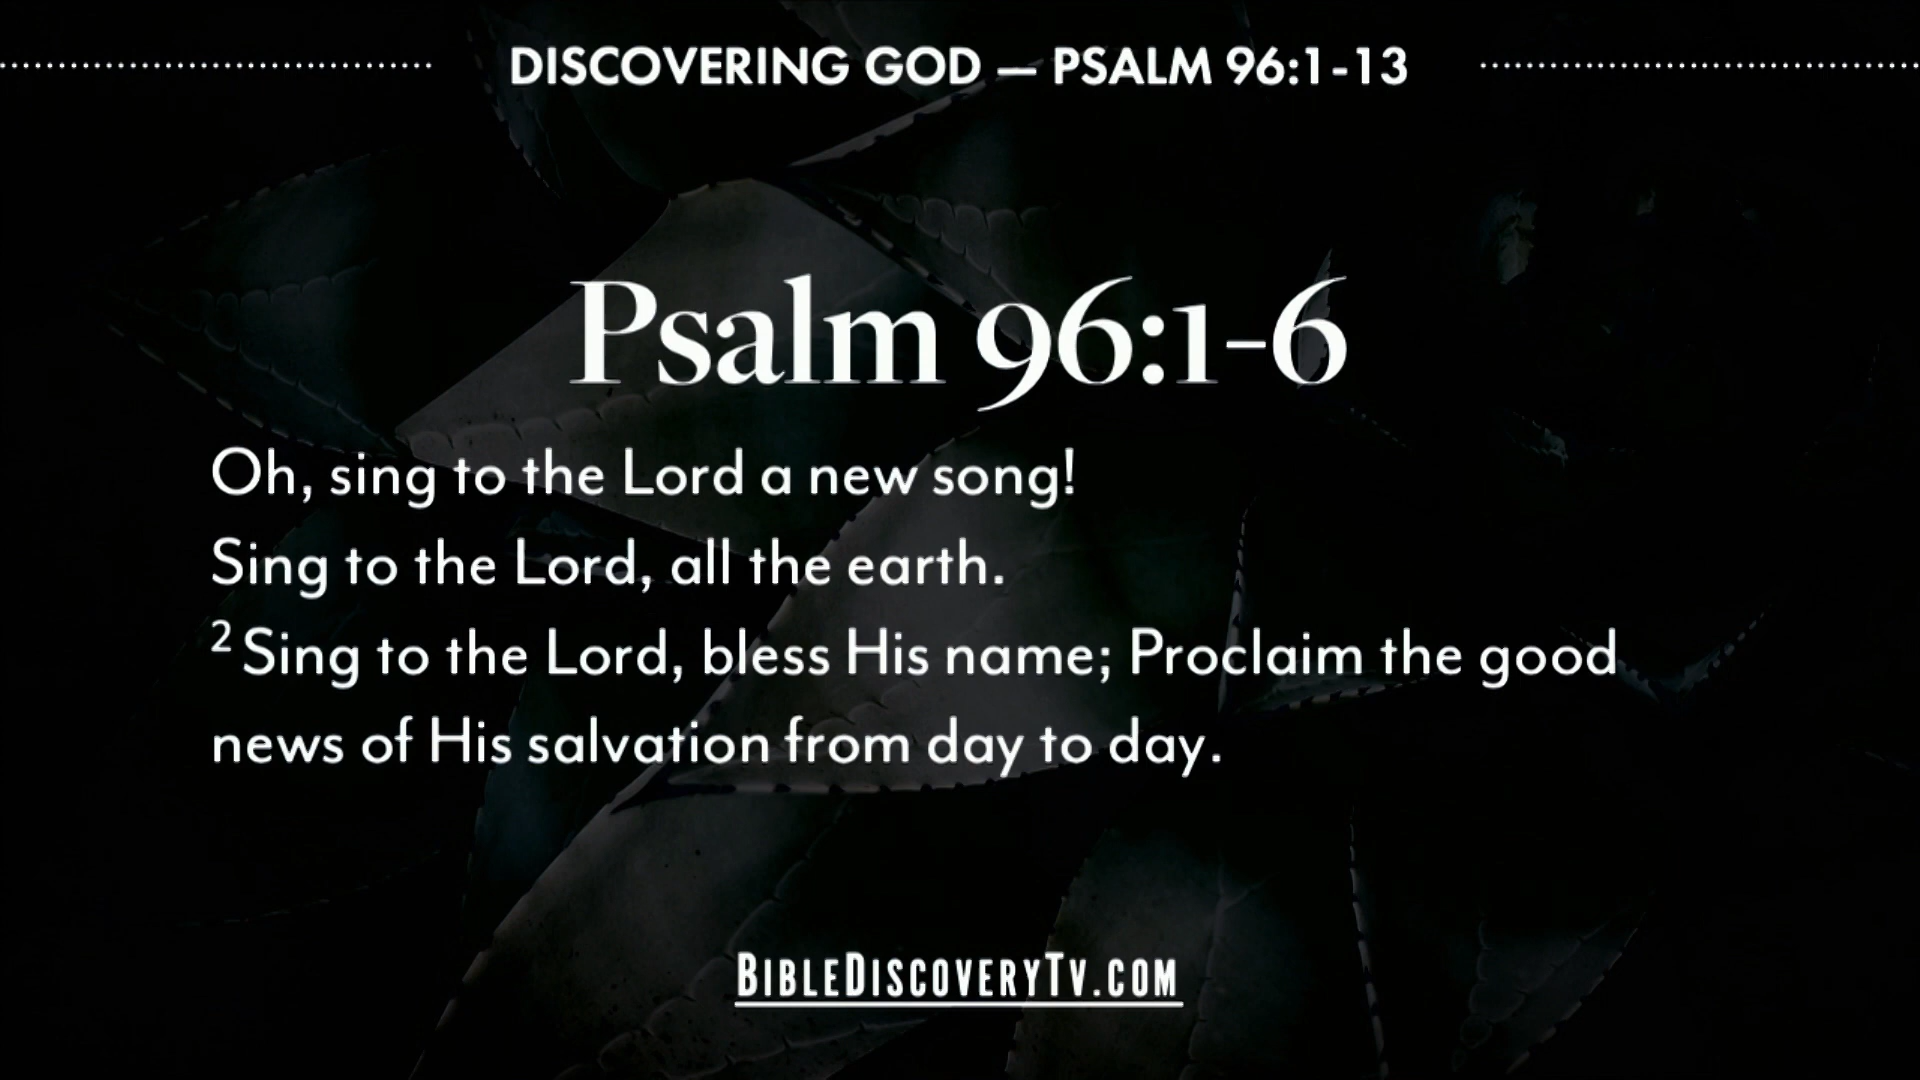 DISCOVERING GOD — PSALM 96:1-13
Psalm 96:1-6
Oh, sing to the Lord a new song!
Sing to the Lord, all the earth.
2 Sing to the Lord, bless His name; Proclaim the good
news of His salvation from day to day.
BIBLEDISCOVERYTV.COM